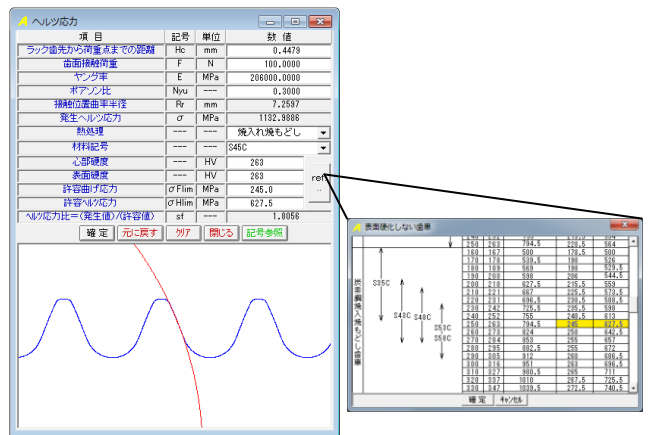 ヘルツ応力
項 目 記号 単位 数 値
ラック歯先から荷重点までの距離 Hc mm 0.4479
歯面接触荷重 F N 100.0000
ヤング率 E MPa 206000.0000
ポアソン比 Nyu --- 0.3000
接触位置曲率半径 Rr mm 7.2597
発生ヘルツ応力 σ MPa 1132.9886
熱処理 --- --- 焼入れ焼もどし
材料記号 --- --- S45C
心部硬度 --- HV 263
表面硬度 --- HV 263
ref.
..
許容曲げ応力 σFlim MPa 245.0
許容ヘルツ応力 σHlim MPa 627.5
ヘルツ応力比=(発生値)/(許容値) sf --- 1.8056
確 定 元に戻す クリア 閉じる 記号参照
表面硬化しない歯車
250 263 794.5 220.5 564
160 167 500 178.5 500
170 178 539.5 190 526
180 189 569 198 529.5
190 200 598 206 544.5
200 210 627.5 215.5 559
210 221 667 225.5 573.5
220 231 696.5 230.5 588.5
230 242 725.5 235.5 598
240 252 755 240.5 613
250 263 794.5 245 627.5
260 273 824 250 642.5
270 284 853 255 657
280 295 882.5 255 672
290 305 912 260 686.5
300 316 951 263 696.5
310 327 980.5 265 711
320 337 1010 267.5 725.5
330 347 1039.5 272.5 740.5
炭素鋼焼入焼もどし歯車
S35C
S43C S48C
S53C
S58C
確 定 キャンセル